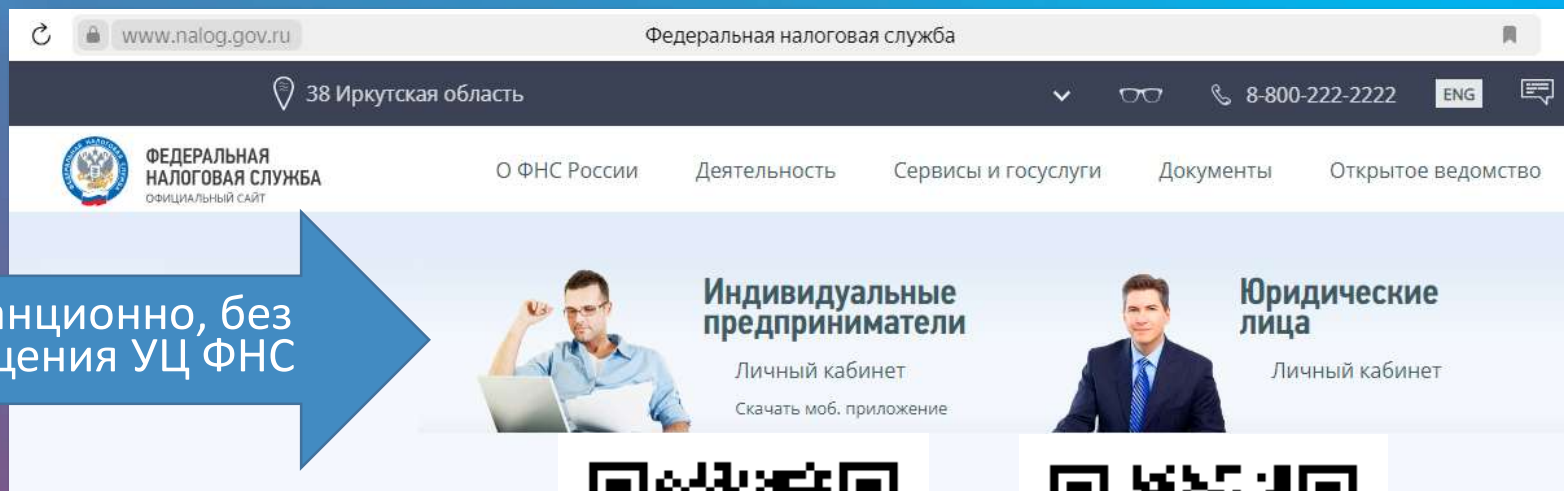 www.nalog.gov.ru Федеральная налоговая служба
38 Иркутская область 8-800-222-2222 ENG
ФЕДЕРАЛЬНАЯ
НАЛОГОВАЯ СЛУЖБА
ОФИЦИАЛЬНЫЙ САЙТ
О ФНС России Деятельность Сервисы и госуслуги Документы Открытое ведомство
анционно, без
щения УЦ ФНС
Индивидуальные
предприниматели
Личный кабинет
Скачать моб. приложение
Юридические
лица
Личный кабинет